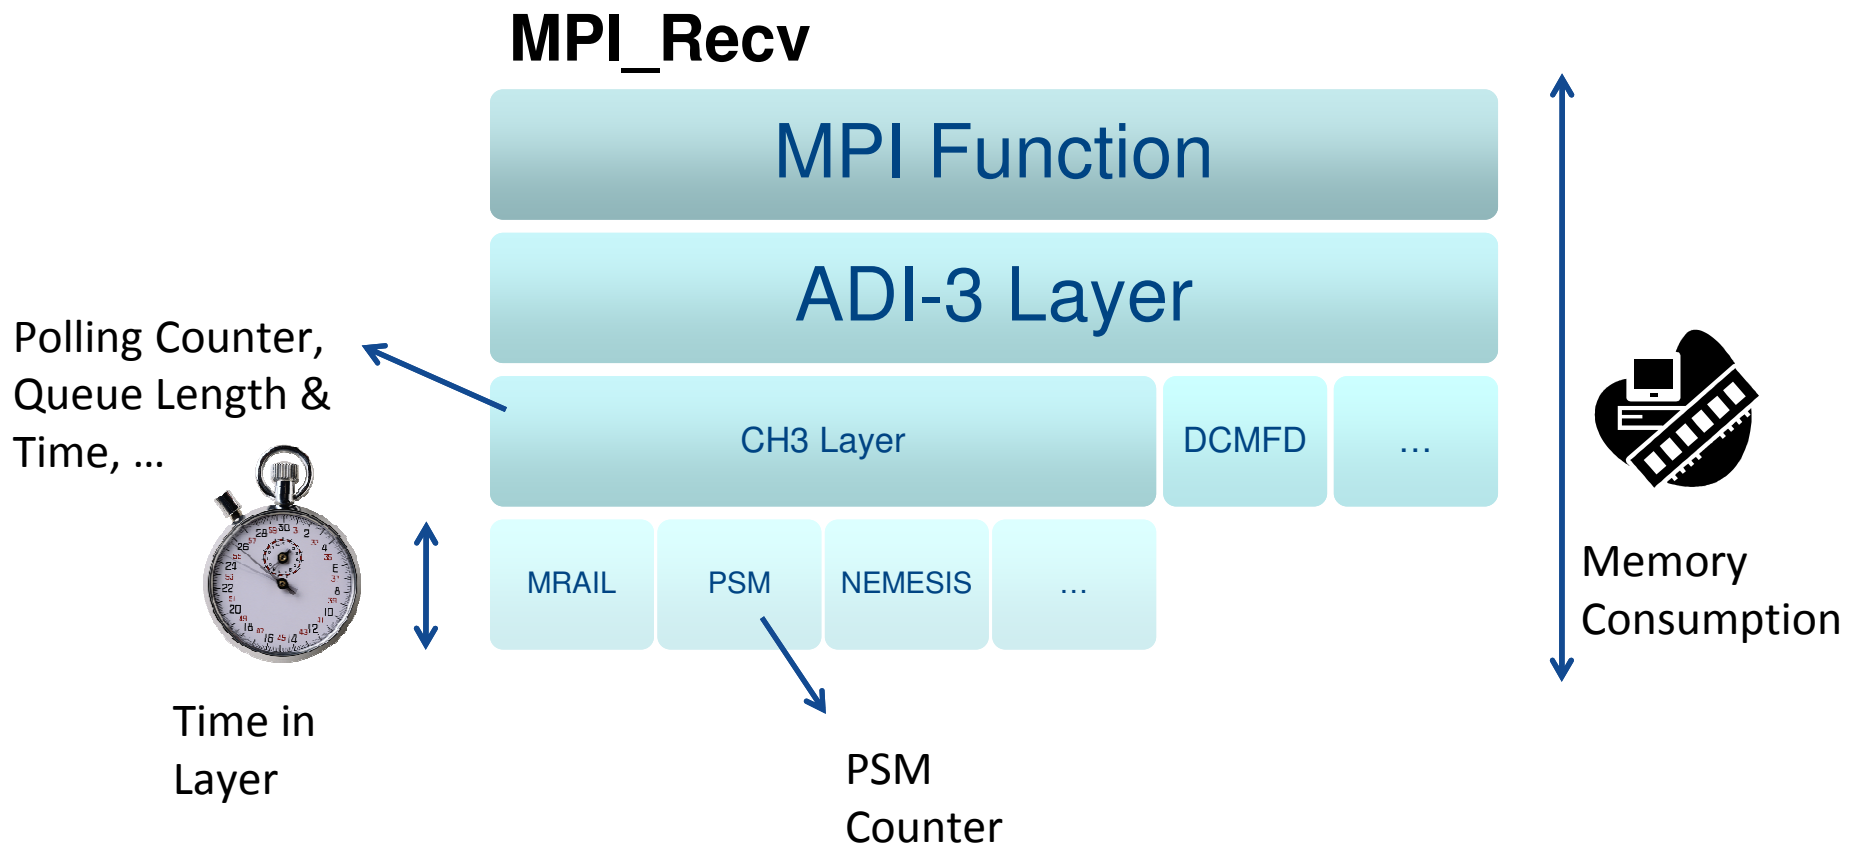 MPI_Recv
MPI Function
ADI-3 Layer
Polling Counter,
Queue Length &
Time, ...
CH3 Layer
DCMFD
...
MRAIL
PSM
NEMESIS
...
Memory
Consumption
Time in
Layer
PSM
Counter